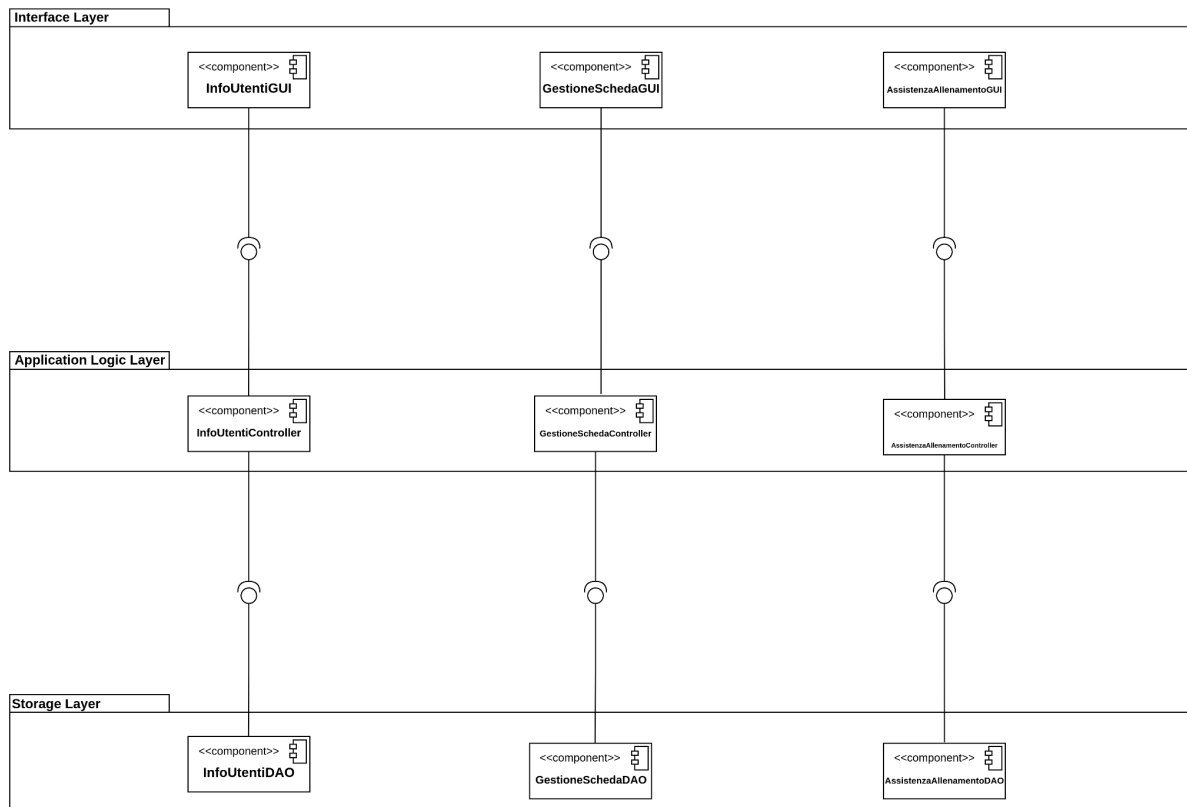 Interface Layer
<<component>>
InfoUtentiGUI
<<component>>
GestioneSchedaGUI
<<component>>
AssistenzaAllenamentoGUI
Application Logic Layer
<<component>>
InfoUtentiController
<<component>>
GestioneSchedaController
<<component>>
AssistenzaAllenamentoController
Storage Layer
<<component>>
InfoUtentiDAO
<<component>>
GestioneSchedaDAO
<<component>>
AssistenzaAllenamentoDAO